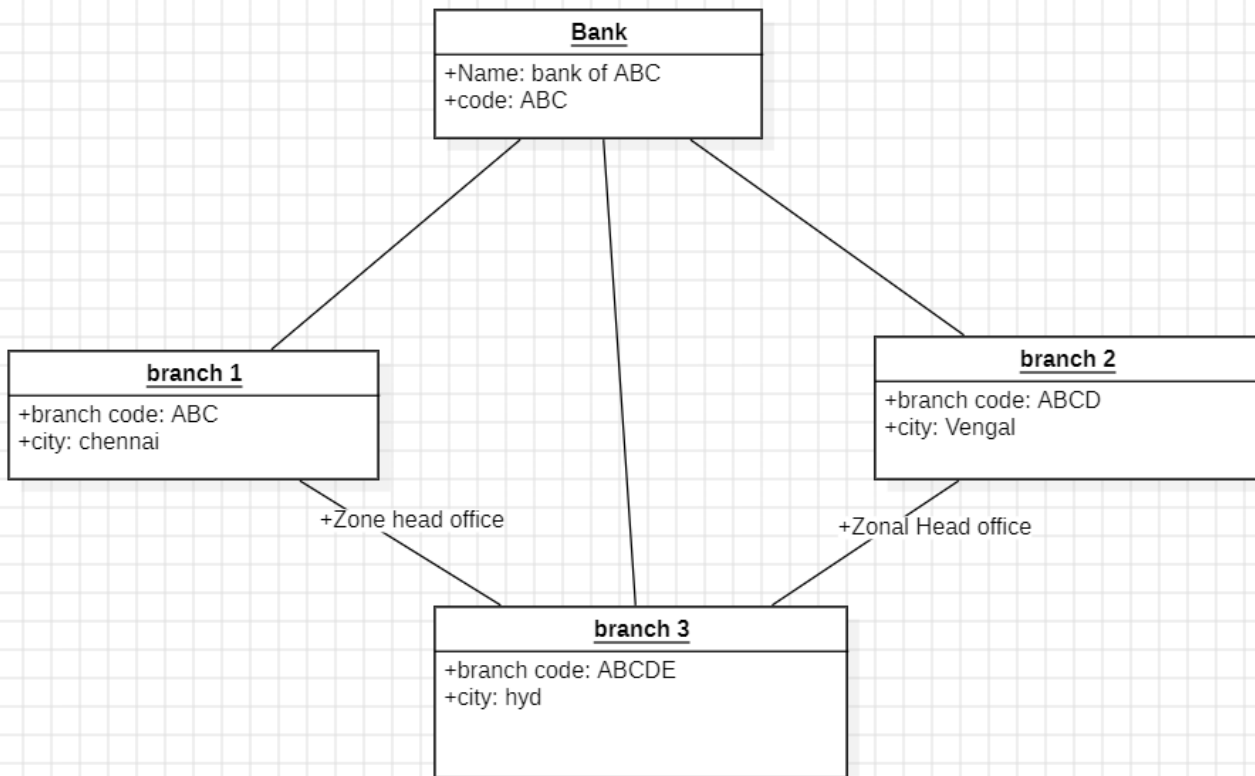 Bank
+Name: bank of ABC
+code: ABC
branch 1
+branch code: ABC
+city: chennai
branch 2
+branch code: ABCD
+city: Vengal
+Zone head office
+Zonal Head office
branch 3
+branch code: ABCDE
+city: hyd